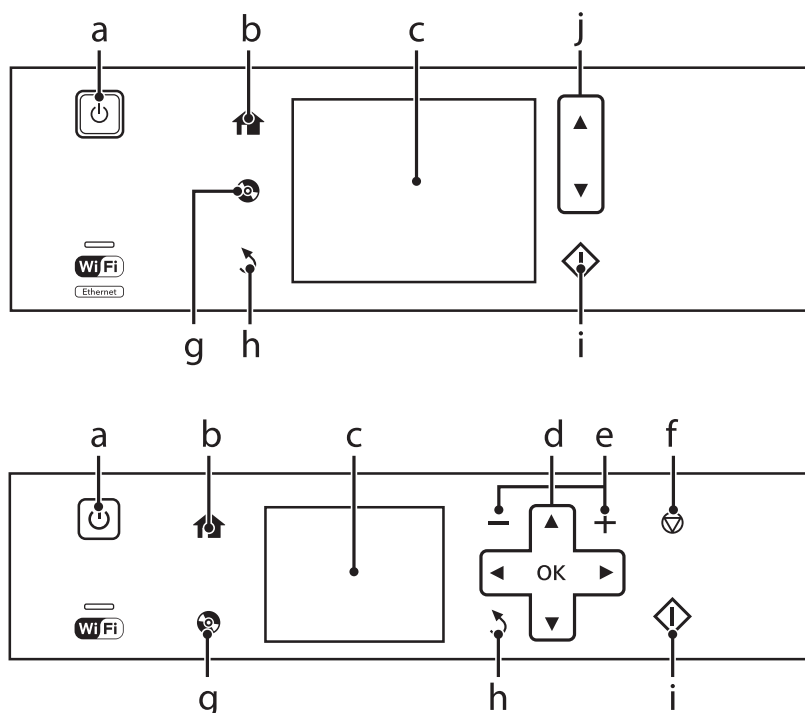 a b c j
Wi Fi
Ethernet
g h i
a b c d e f
− +
OK
Wi Fi
g h i